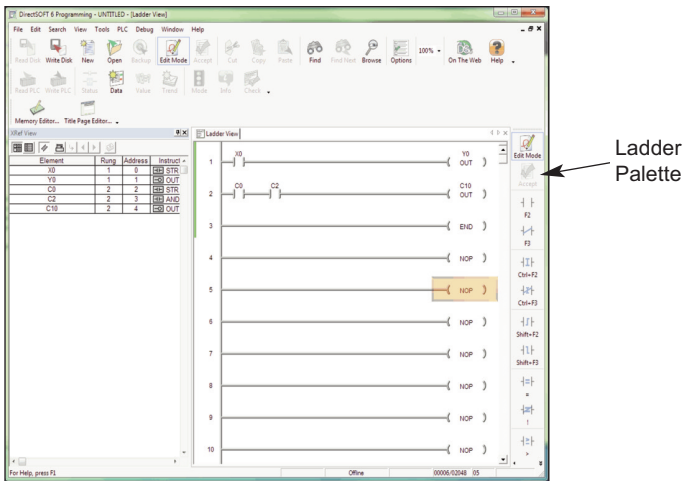 DirectSOFT 6 Programming - UNTITLED - [Ladder View]
File Edit Search View Tools PLC Debug Window Help
Read Disk Write Disk New Open Backup Edit Mode Accept Cut Copy Paste Find Find Next Browse Options 100% On The Web Help
Read PLC Write PLC Status Data Value Trend Mode Info Check
Memory Editor... Title Page Editor...
XRef View
Element Rung Address Instruct
X0 1 0 STR
Y0 1 1 OUT
C0 2 2 STR
C2 2 3 AND
C10 2 4 OUT
Ladder View
X0 Y0
1 OUT
C0 C2 C10
2 OUT
3 END
4 NOP
5 NOP
6 NOP
7 NOP
8 NOP
9 NOP
10 NOP
Edit Mode
Accept
F2
F3
Ctrl+F2
Ctrl+F3
Shift+F2
Shift+F3
=
!
>
Ladder
Palette
For Help, press F1
Offline
00006/02048 05